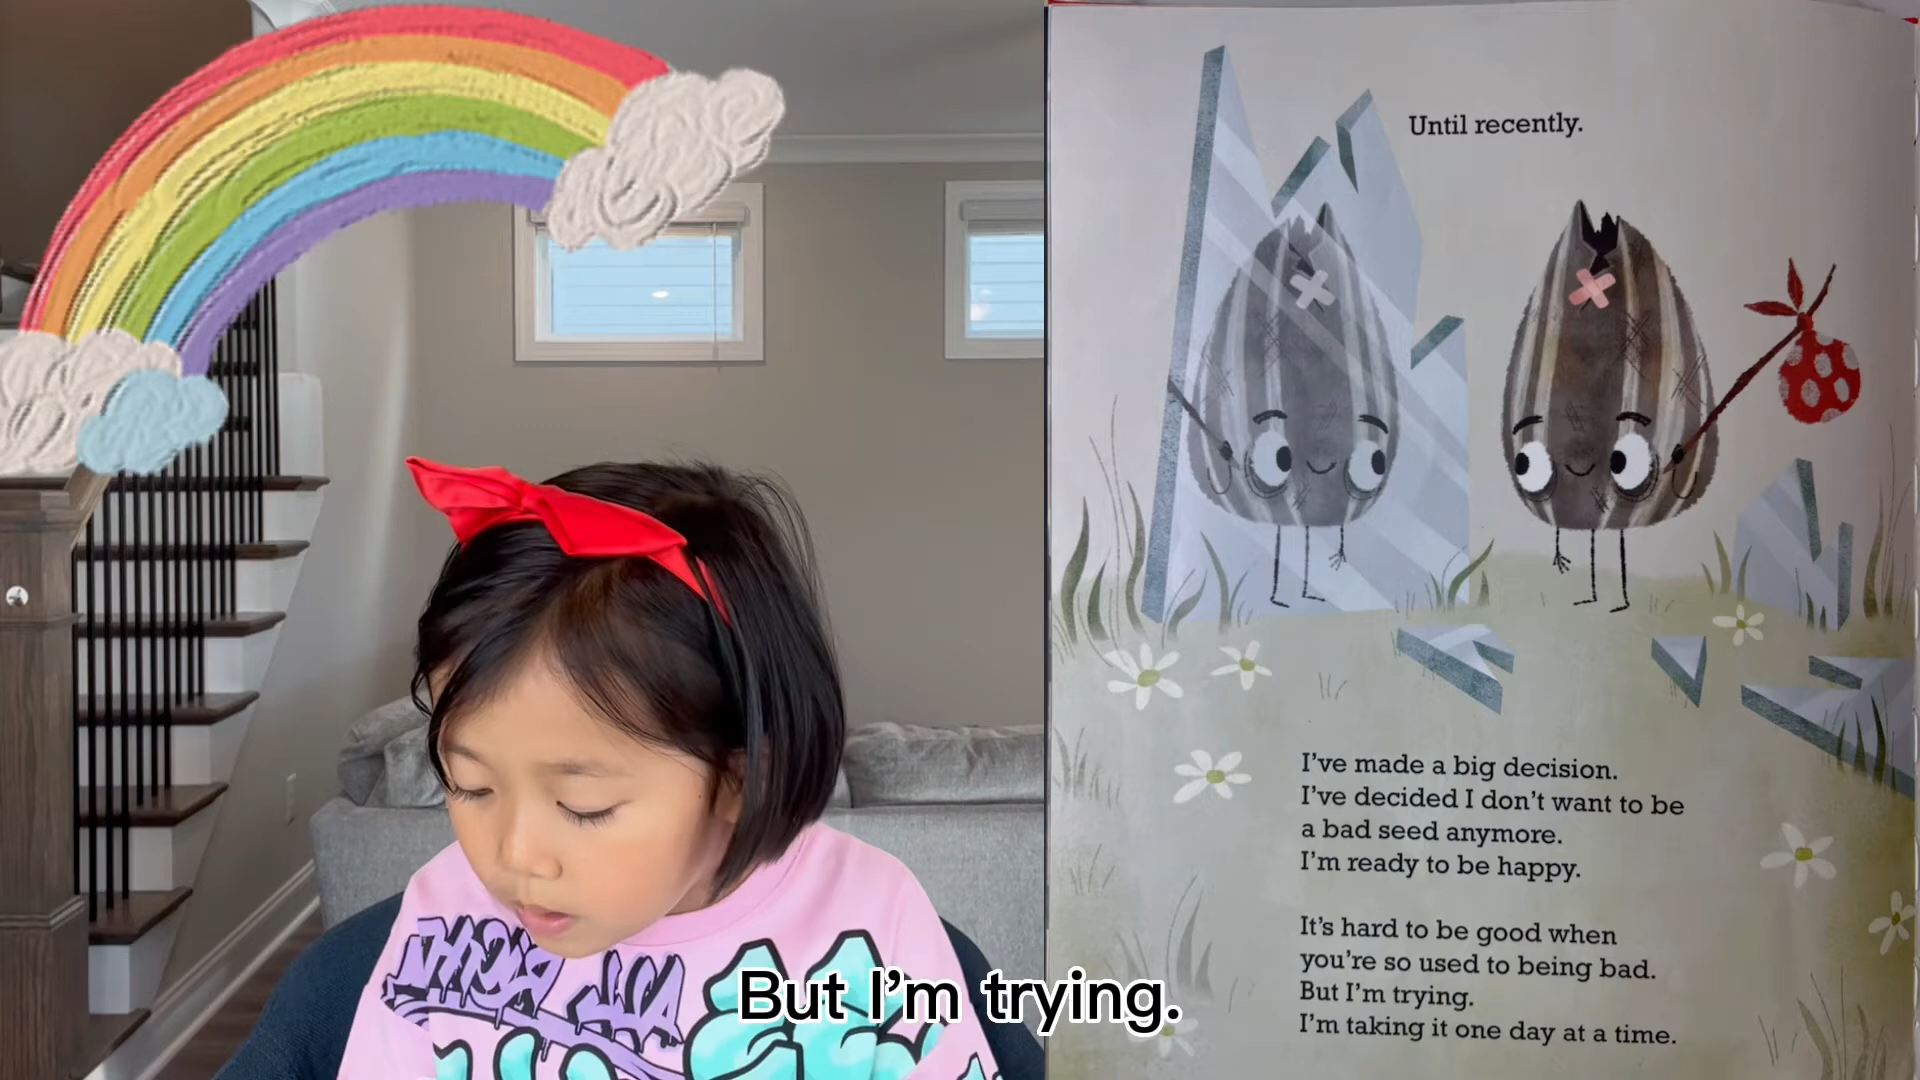 Until recently.
I've made a big decision.
I've decided I don't want to be
a bad seed anymore.
I'm ready to be happy.
It's hard to be good when
you're so used to being bad.
But I'm trying.
I'm taking it one day at a time.
But I'm trying.